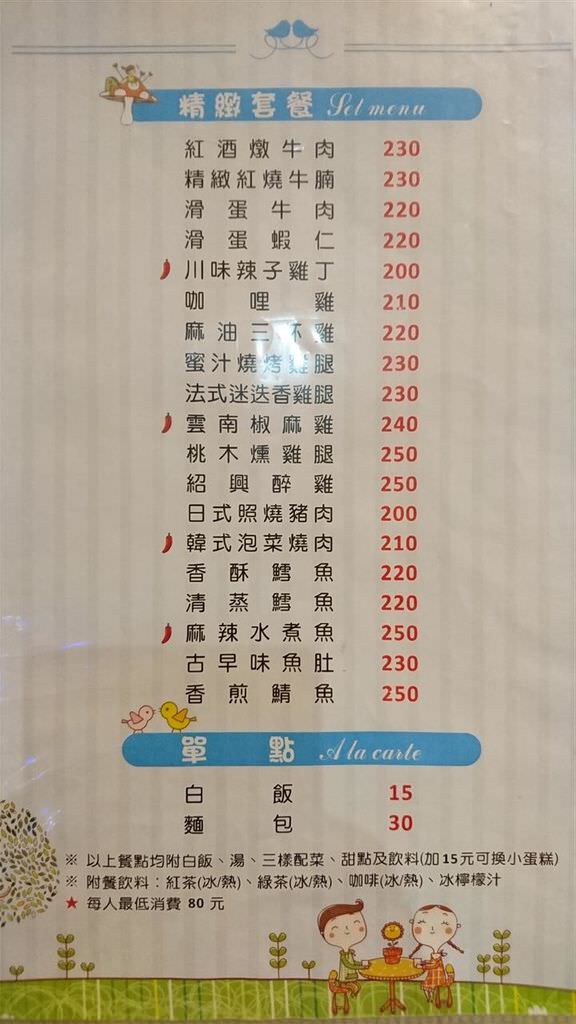 精緻套餐 Set menu
紅酒燉牛肉 230
精緻紅燒牛腩 230
滑蛋牛肉 220
滑蛋蝦仁 220
川味辣子雞丁 200
咖哩雞 210
麻油三杯雞 220
蜜汁燒烤雞腿 230
法式迷迭香雞腿 230
雲南椒麻雞 240
桃木燻雞腿 250
紹興醉雞 250
日式照燒豬肉 200
韓式泡菜燒肉 210
香酥鱈魚 220
清蒸鱈魚 220
麻辣水煮魚 250
古早味魚肚 230
香煎鯖魚 250
單點 A la carte
白飯 15
麵包 30
※ 以上餐點均附白飯、湯、三樣配菜、甜點及飲料(加15元可換小蛋糕)
※ 附餐飲料：紅茶(冰/熱)、綠茶(冰/熱)、咖啡(冰/熱)、冰檸檬汁
★ 每人最低消費 80 元